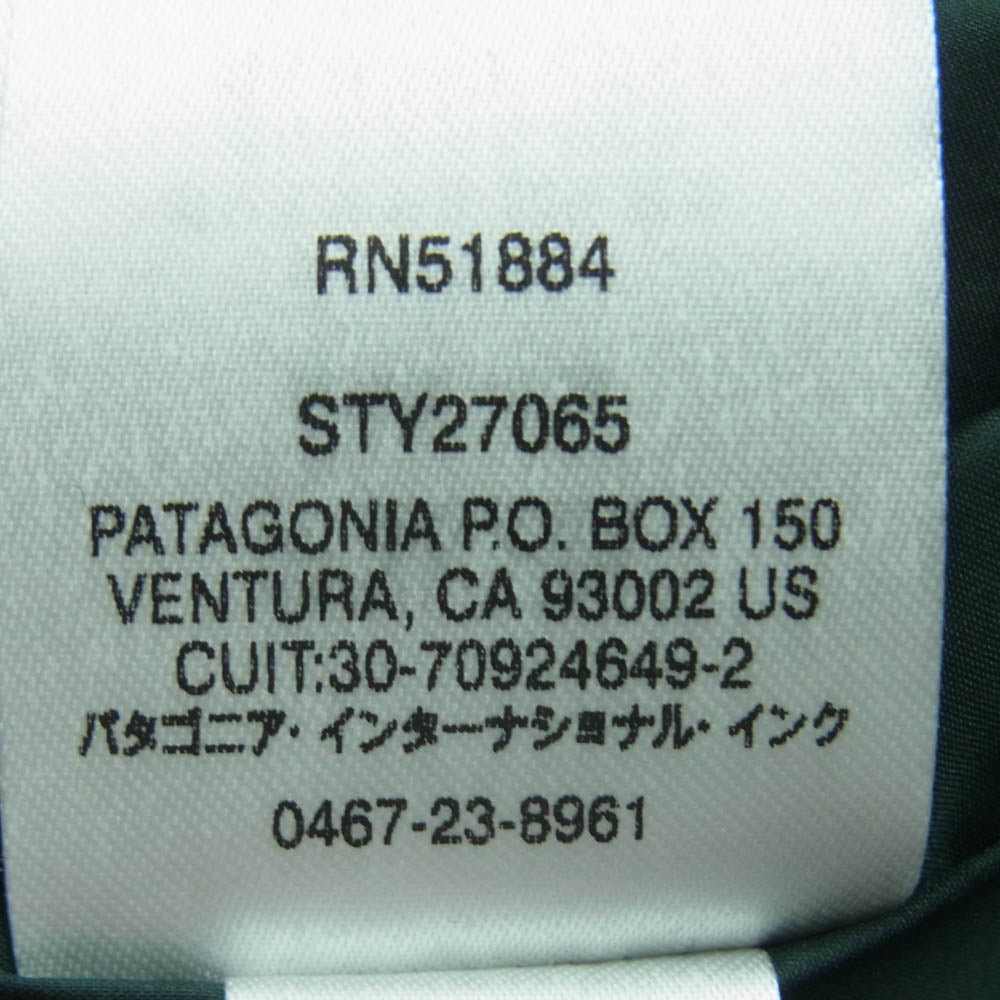 RN51884
STY27065
PATAGONIA P.O. BOX 150
VENTURA, CA 93002 US
CUIT:30-70924649-2
パタゴニア・インターナショナル・インク
0467-23-8961